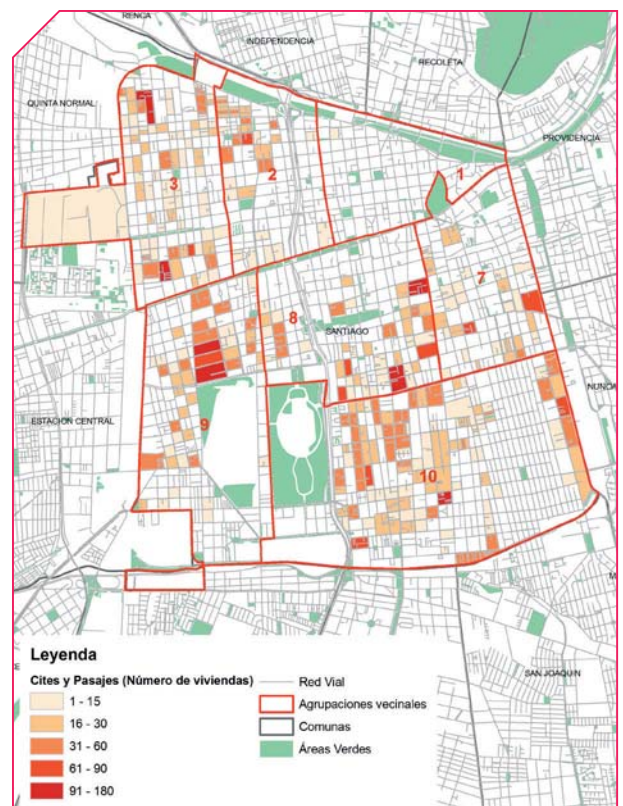 RENCA
INDEPENDENCIA
RECOLETA
QUINTA NORMAL
PROVIDENCIA
1
2
3
7
8
SANTIAGO
ÑUÑOA
ESTACION CENTRAL
9
10
SAN JOAQUIN
Leyenda
Cites y Pasajes (Número de viviendas)
1 - 15
16 - 30
31 - 60
61 - 90
91 - 180
Red Vial
Agrupaciones vecinales
Comunas
Áreas Verdes